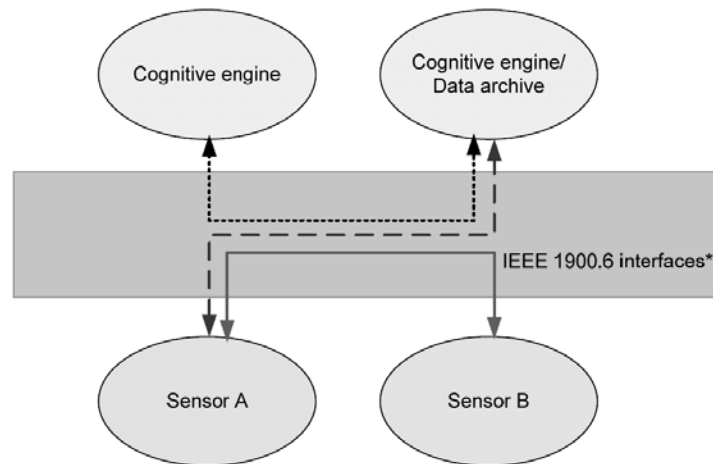 Cognitive engine
Cognitive engine/
Data archive
IEEE 1900.6 interfaces*
Sensor A
Sensor B